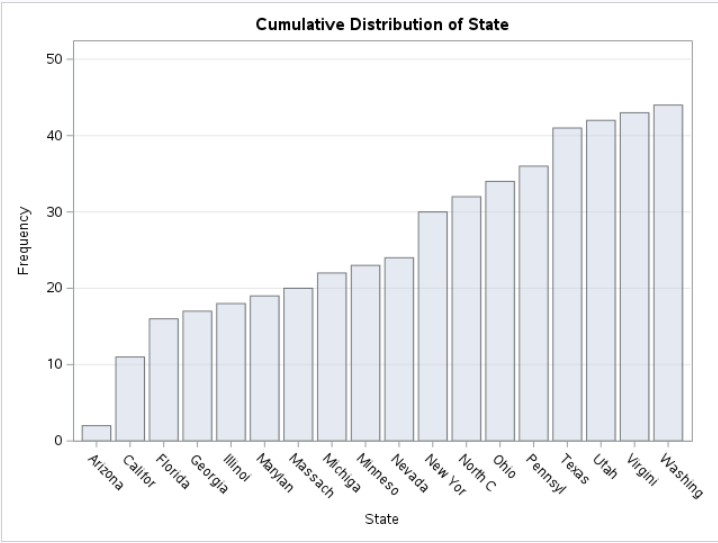 Cumulative Distribution of State
50
40
30
20
10
0
Frequency
Arizona
Califor
Florida
Georgia
Illinoi
Marylan
Massach
Michiga
Minneso
Nevada
New Yor
North C
Ohio
Pennsyl
Texas
Utah
Virgini
Washing
State